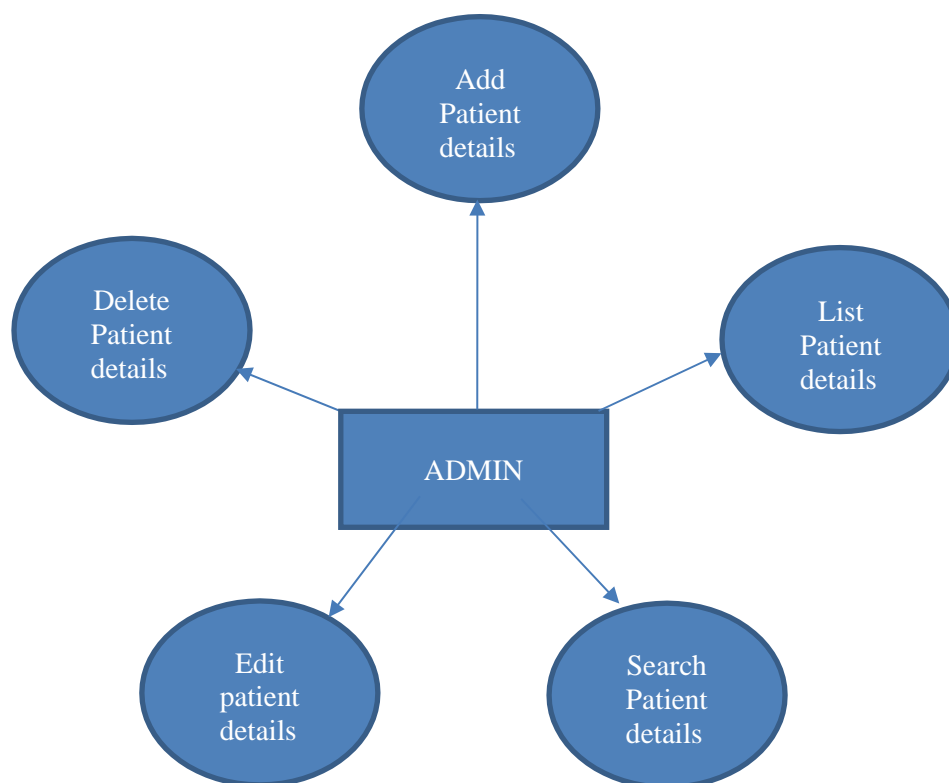 Add
Patient
details
Delete
Patient
details
List
Patient
details
ADMIN
Edit
patient
details
Search
Patient
details